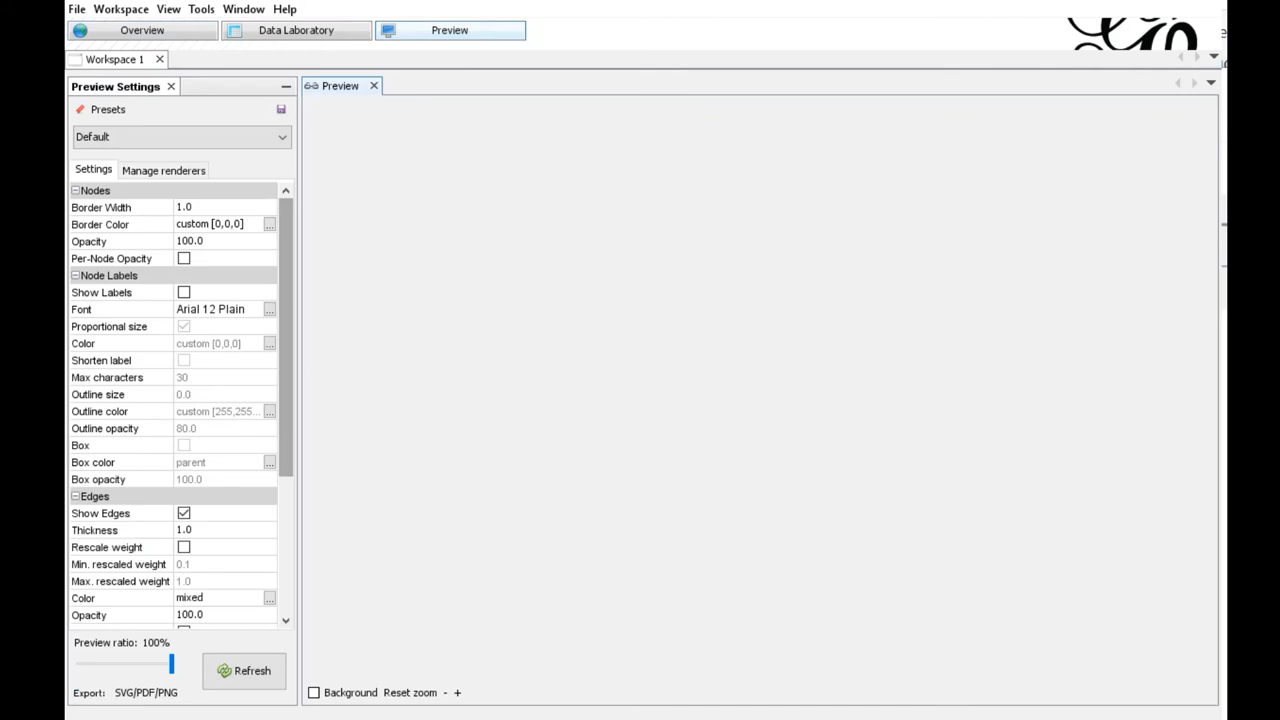 File Workspace View Tools Window Help
Overview Data Laboratory Preview
Workspace 1
Preview Settings
Preview
Presets
Default
Settings Manage renderers
Nodes
Border Width 1.0
Border Color custom [0,0,0] ...
Opacity 100.0
Per-Node Opacity
Node Labels
Show Labels
Font Arial 12 Plain ...
Proportional size
Color custom [0,0,0] ...
Shorten label
Max characters 30
Outline size 0.0
Outline color custom [255,255... ...
Outline opacity 80.0
Box
Box color parent ...
Box opacity 100.0
Edges
Show Edges
Thickness 1.0
Rescale weight
Min. rescaled weight 0.1
Max. rescaled weight 1.0
Color mixed ...
Opacity 100.0
Preview ratio: 100%
Refresh
Export: SVG/PDF/PNG
Background Reset zoom - +